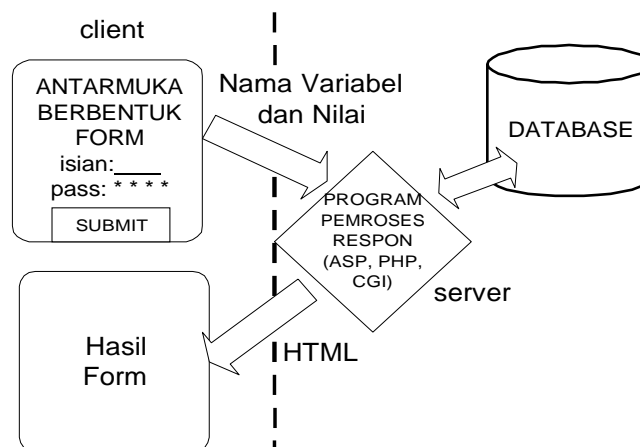 client
ANTARMUKA
BERBENTUK
FORM
isian:____
pass: * * * *
SUBMIT
Nama Variabel
dan Nilai
DATABASE
PROGRAM
PEMROSES
RESPON
(ASP, PHP,
CGI)
server
Hasil
Form
HTML